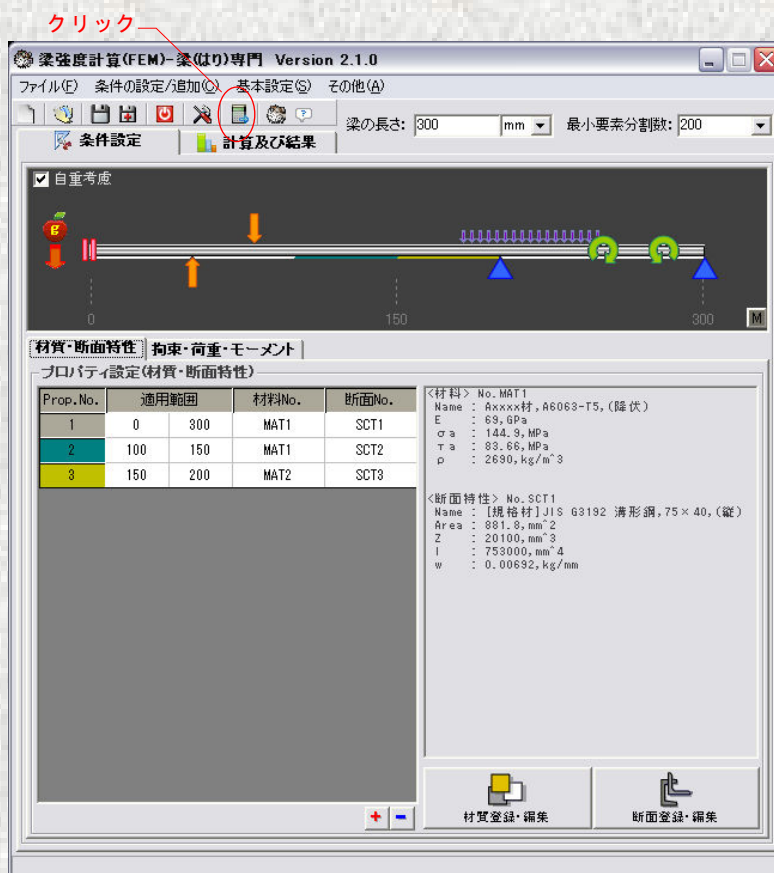 クリック
梁強度計算(FEM)-梁(はり)専門 Version 2.1.0
ファイル(F) 条件の設定/追加(C) 基本設定(S) その他(A)
梁の長さ: 300 mm 最小要素分割数: 200
条件設定 計算及び結果
自重考慮
g
0 150 300 M
材質・断面特性 拘束・荷重・モーメント
プロパティ設定(材質・断面特性)
Prop.No. 適用範囲 材料No. 断面No.
1 0 300 MAT1 SCT1
2 100 150 MAT1 SCT2
3 150 200 MAT2 SCT3
<材料> No.MAT1
Name : Axxxx材,A6063-T5,(降伏)
E : 69,GPa
σa : 144.9,MPa
τa : 83.66,MPa
ρ : 2690,kg/m^3
<断面特性> No.SCT1
Name : [規格材]JIS G3192 溝形鋼,75×40,(縦)
Area : 881.8,mm^2
Z : 20100,mm^3
I : 753000,mm^4
w : 0.00692,kg/mm
材質登録・編集 断面登録・編集